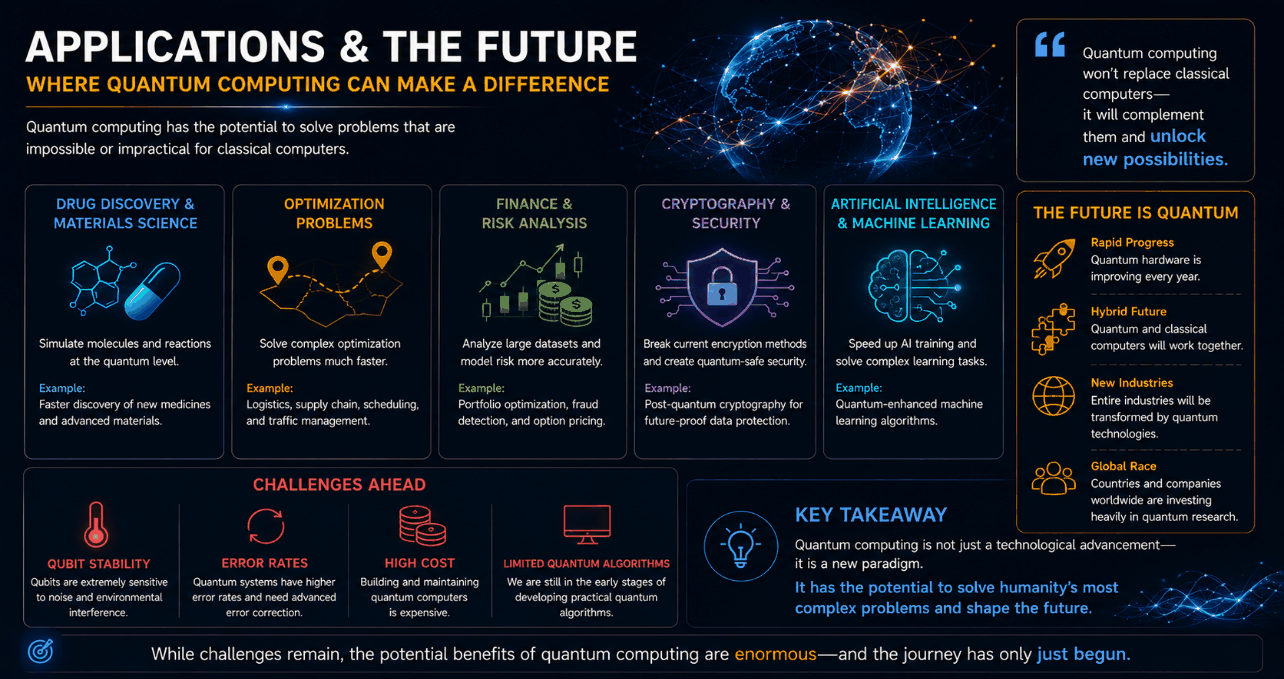 APPLICATIONS & THE FUTURE
WHERE QUANTUM COMPUTING CAN MAKE A DIFFERENCE
Quantum computing has the potential to solve problems that are
impossible or impractical for classical computers.
“
Quantum computing
won’t replace classical
computers—
it will complement
them and unlock
new possibilities.
DRUG DISCOVERY &
MATERIALS SCIENCE
Simulate molecules and reactions
at the quantum level.
Example:
Faster discovery of new medicines
and advanced materials.
OPTIMIZATION
PROBLEMS
Solve complex optimization
problems much faster.
Example:
Logistics, supply chain, scheduling,
and traffic management.
FINANCE &
RISK ANALYSIS
$
$
Analyze large datasets and
model risk more accurately.
Example:
Portfolio optimization, fraud
detection, and option pricing.
CRYPTOGRAPHY &
SECURITY
Break current encryption methods
and create quantum-safe security.
Example:
Post-quantum cryptography for
future-proof data protection.
ARTIFICIAL INTELLIGENCE
& MACHINE LEARNING
Speed up AI training and
solve complex learning tasks.
Example:
Quantum-enhanced machine
learning algorithms.
THE FUTURE IS QUANTUM
Rapid Progress
Quantum hardware is
improving every year.
Hybrid Future
Quantum and classical
computers will work together.
New Industries
Entire industries will be
transformed by quantum
technologies.
Global Race
Countries and companies
worldwide are investing
heavily in quantum research.
CHALLENGES AHEAD
QUBIT STABILITY
Qubits are extremely sensitive
to noise and environmental
interference.
ERROR RATES
Quantum systems have higher
error rates and need advanced
error correction.
HIGH COST
Building and maintaining
quantum computers
is expensive.
LIMITED QUANTUM ALGORITHMS
We are still in the early stages of
developing practical quantum
algorithms.
KEY TAKEAWAY
Quantum computing is not just a technological advancement—
it is a new paradigm.
It has the potential to solve humanity’s most
complex problems and shape the future.
While challenges remain, the potential benefits of quantum computing are enormous—and the journey has only just begun.